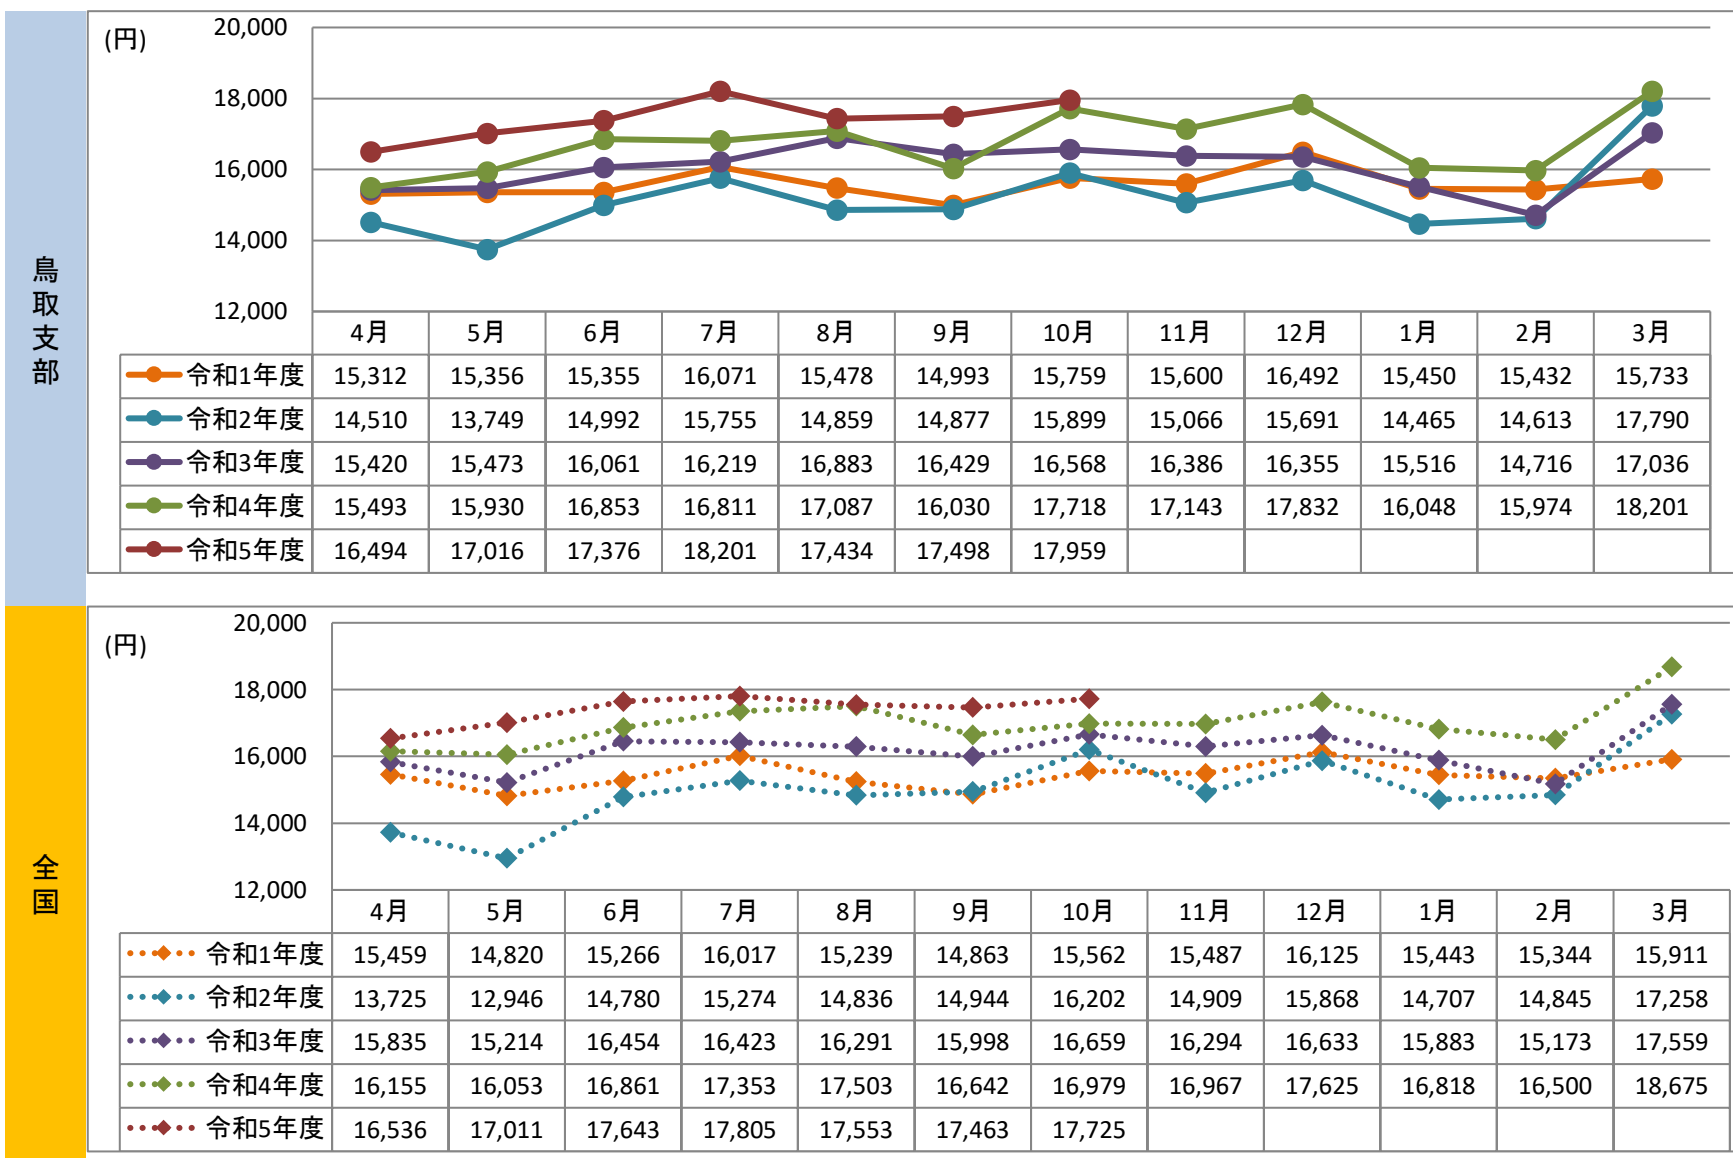 鳥取支部
(円)
20,000
18,000
16,000
14,000
12,000
4月 5月 6月 7月 8月 9月 10月 11月 12月 1月 2月 3月
令和1年度 15,312 15,356 15,355 16,071 15,478 14,993 15,759 15,600 16,492 15,450 15,432 15,733
令和2年度 14,510 13,749 14,992 15,755 14,859 14,877 15,899 15,066 15,691 14,465 14,613 17,790
令和3年度 15,420 15,473 16,061 16,219 16,883 16,429 16,568 16,386 16,355 15,516 14,716 17,036
令和4年度 15,493 15,930 16,853 16,811 17,087 16,030 17,718 17,143 17,832 16,048 15,974 18,201
令和5年度 16,494 17,016 17,376 18,201 17,434 17,498 17,959
全国
(円)
20,000
18,000
16,000
14,000
12,000
4月 5月 6月 7月 8月 9月 10月 11月 12月 1月 2月 3月
令和1年度 15,459 14,820 15,266 16,017 15,239 14,863 15,562 15,487 16,125 15,443 15,344 15,911
令和2年度 13,725 12,946 14,780 15,274 14,836 14,944 16,202 14,909 15,868 14,707 14,845 17,258
令和3年度 15,835 15,214 16,454 16,423 16,291 15,998 16,659 16,294 16,633 15,883 15,173 17,559
令和4年度 16,155 16,053 16,861 17,353 17,503 16,642 16,979 16,967 17,625 16,818 16,500 18,675
令和5年度 16,536 17,011 17,643 17,805 17,553 17,463 17,725